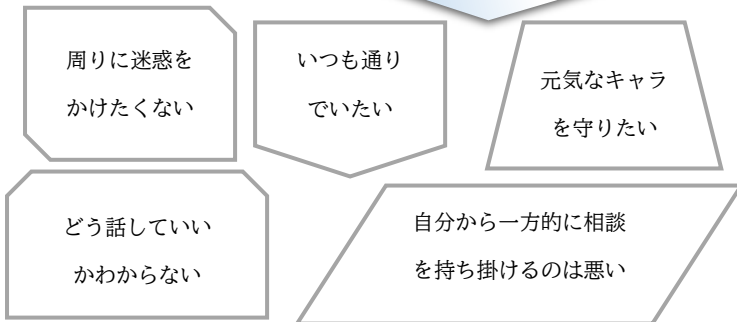 周りに迷惑を
かけたくない
いつも通り
でいたい
元気なキャラ
を守りたい
どう話していい
かわからない
自分から一方的に相談
を持ち掛けるのは悪い